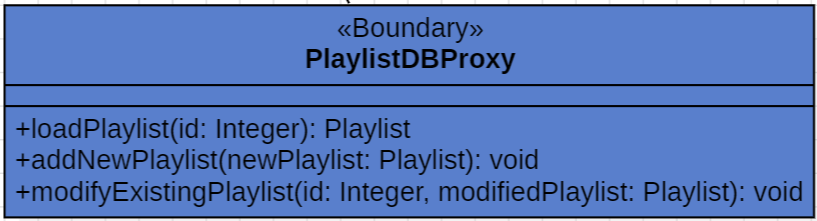 «Boundary»
PlaylistDBProxy
+loadPlaylist(id: Integer): Playlist
+addNewPlaylist(newPlaylist: Playlist): void
+modifyExistingPlaylist(id: Integer, modifiedPlaylist: Playlist): void